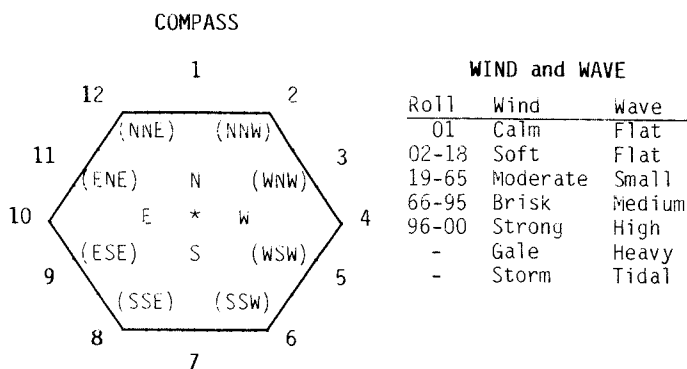 COMPASS
1
12 2
(NNE) (NNW)
11 3
(ENE) N (WNW)
10 E * W 4
(ESE) S (WSW)
9 5
(SSE) (SSW)
8 6
7
WIND and WAVE
Roll Wind Wave
01 Calm Flat
02-18 Soft Flat
19-65 Moderate Small
66-95 Brisk Medium
96-00 Strong High
- Gale Heavy
- Storm Tidal